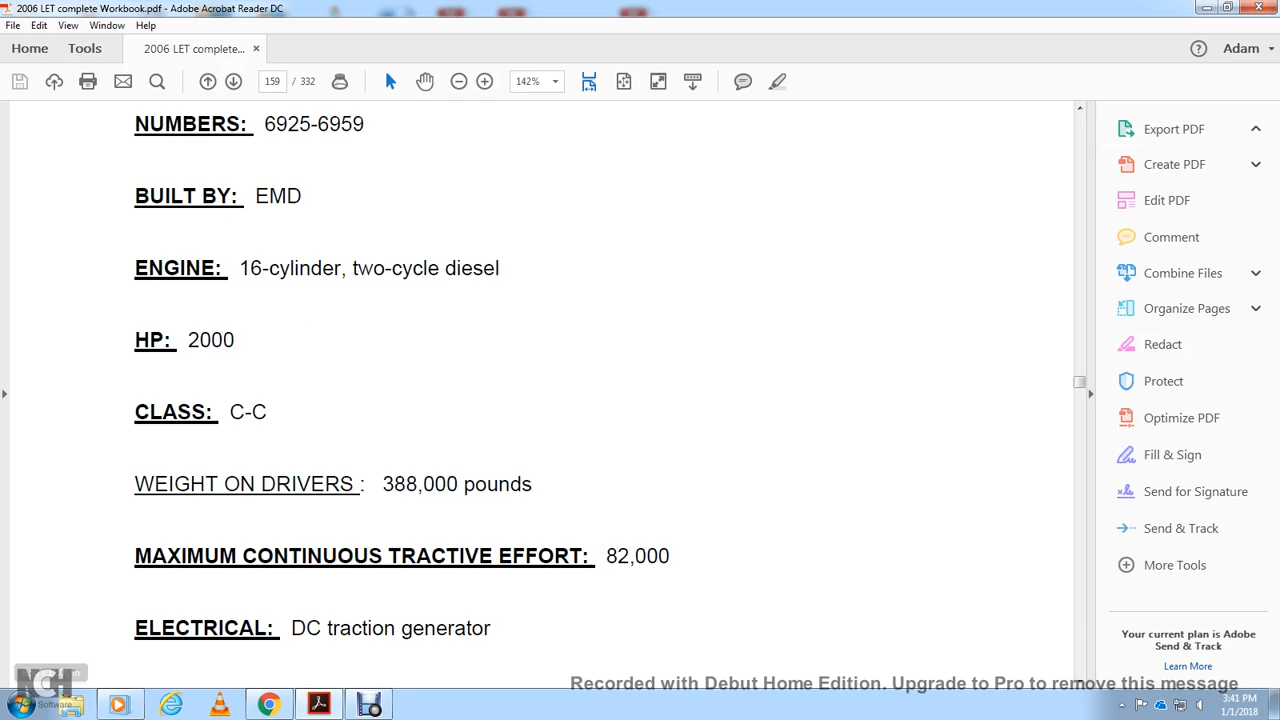 2006 LET complete Workbook.pdf - Adobe Acrobat Reader DC
File Edit View Window Help
Home Tools 2006 LET complete... × Adam
159 / 332 142%
NUMBERS: 6925-6959
BUILT BY: EMD
ENGINE: 16-cylinder, two-cycle diesel
HP: 2000
CLASS: C-C
WEIGHT ON DRIVERS : 388,000 pounds
MAXIMUM CONTINUOUS TRACTIVE EFFORT: 82,000
ELECTRICAL: DC traction generator
Export PDF
Create PDF
Edit PDF
Comment
Combine Files
Organize Pages
Redact
Protect
Optimize PDF
Fill & Sign
Send for Signature
Send & Track
More Tools
Your current plan is Adobe
Send & Track
Learn More
NCH
Software
Recorded with Debut Home Edition. Upgrade to Pro to remove this message
3:41 PM
1/1/2018